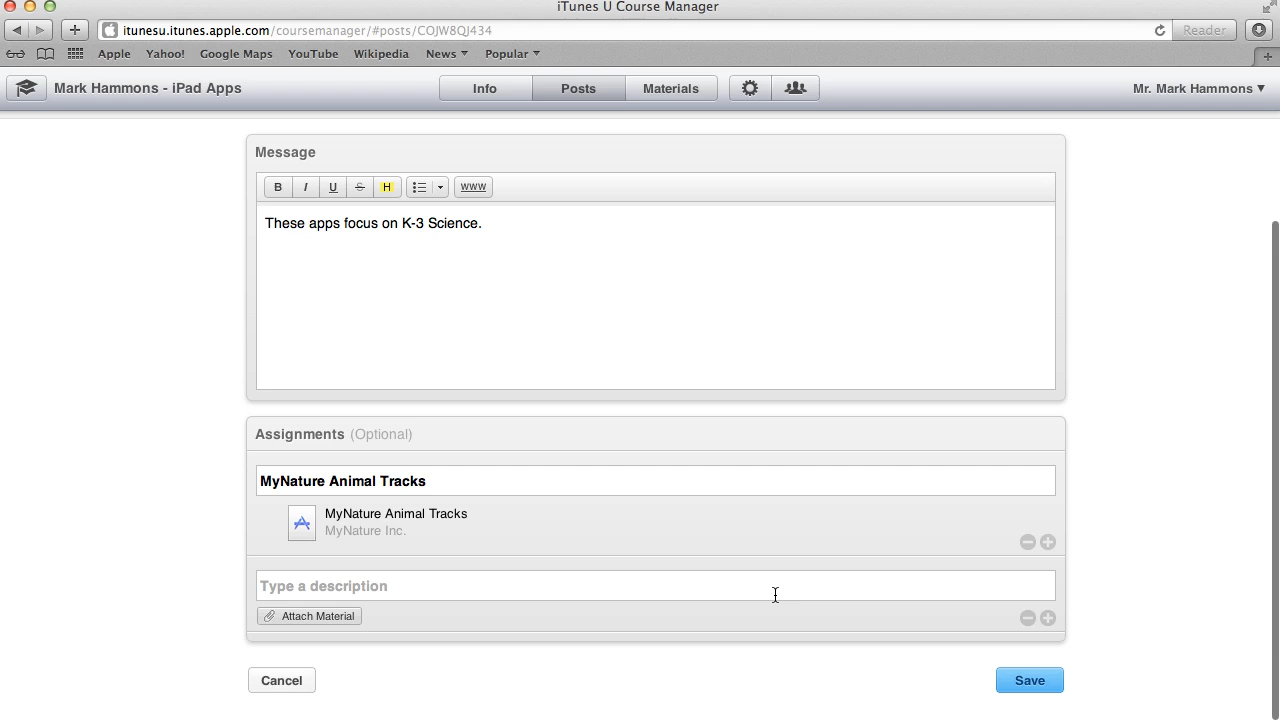 iTunes U Course Manager
itunesu.itunes.apple.com/coursemanager/#posts/COJW8QJ434
Reader
Apple Yahoo! Google Maps YouTube Wikipedia News Popular
Mark Hammons - iPad Apps
Info Posts Materials
Mr. Mark Hammons
Message
B I U S H WWW
These apps focus on K-3 Science.
Assignments (Optional)
MyNature Animal Tracks
MyNature Animal Tracks
MyNature Inc.
Type a description
Attach Material
Cancel Save